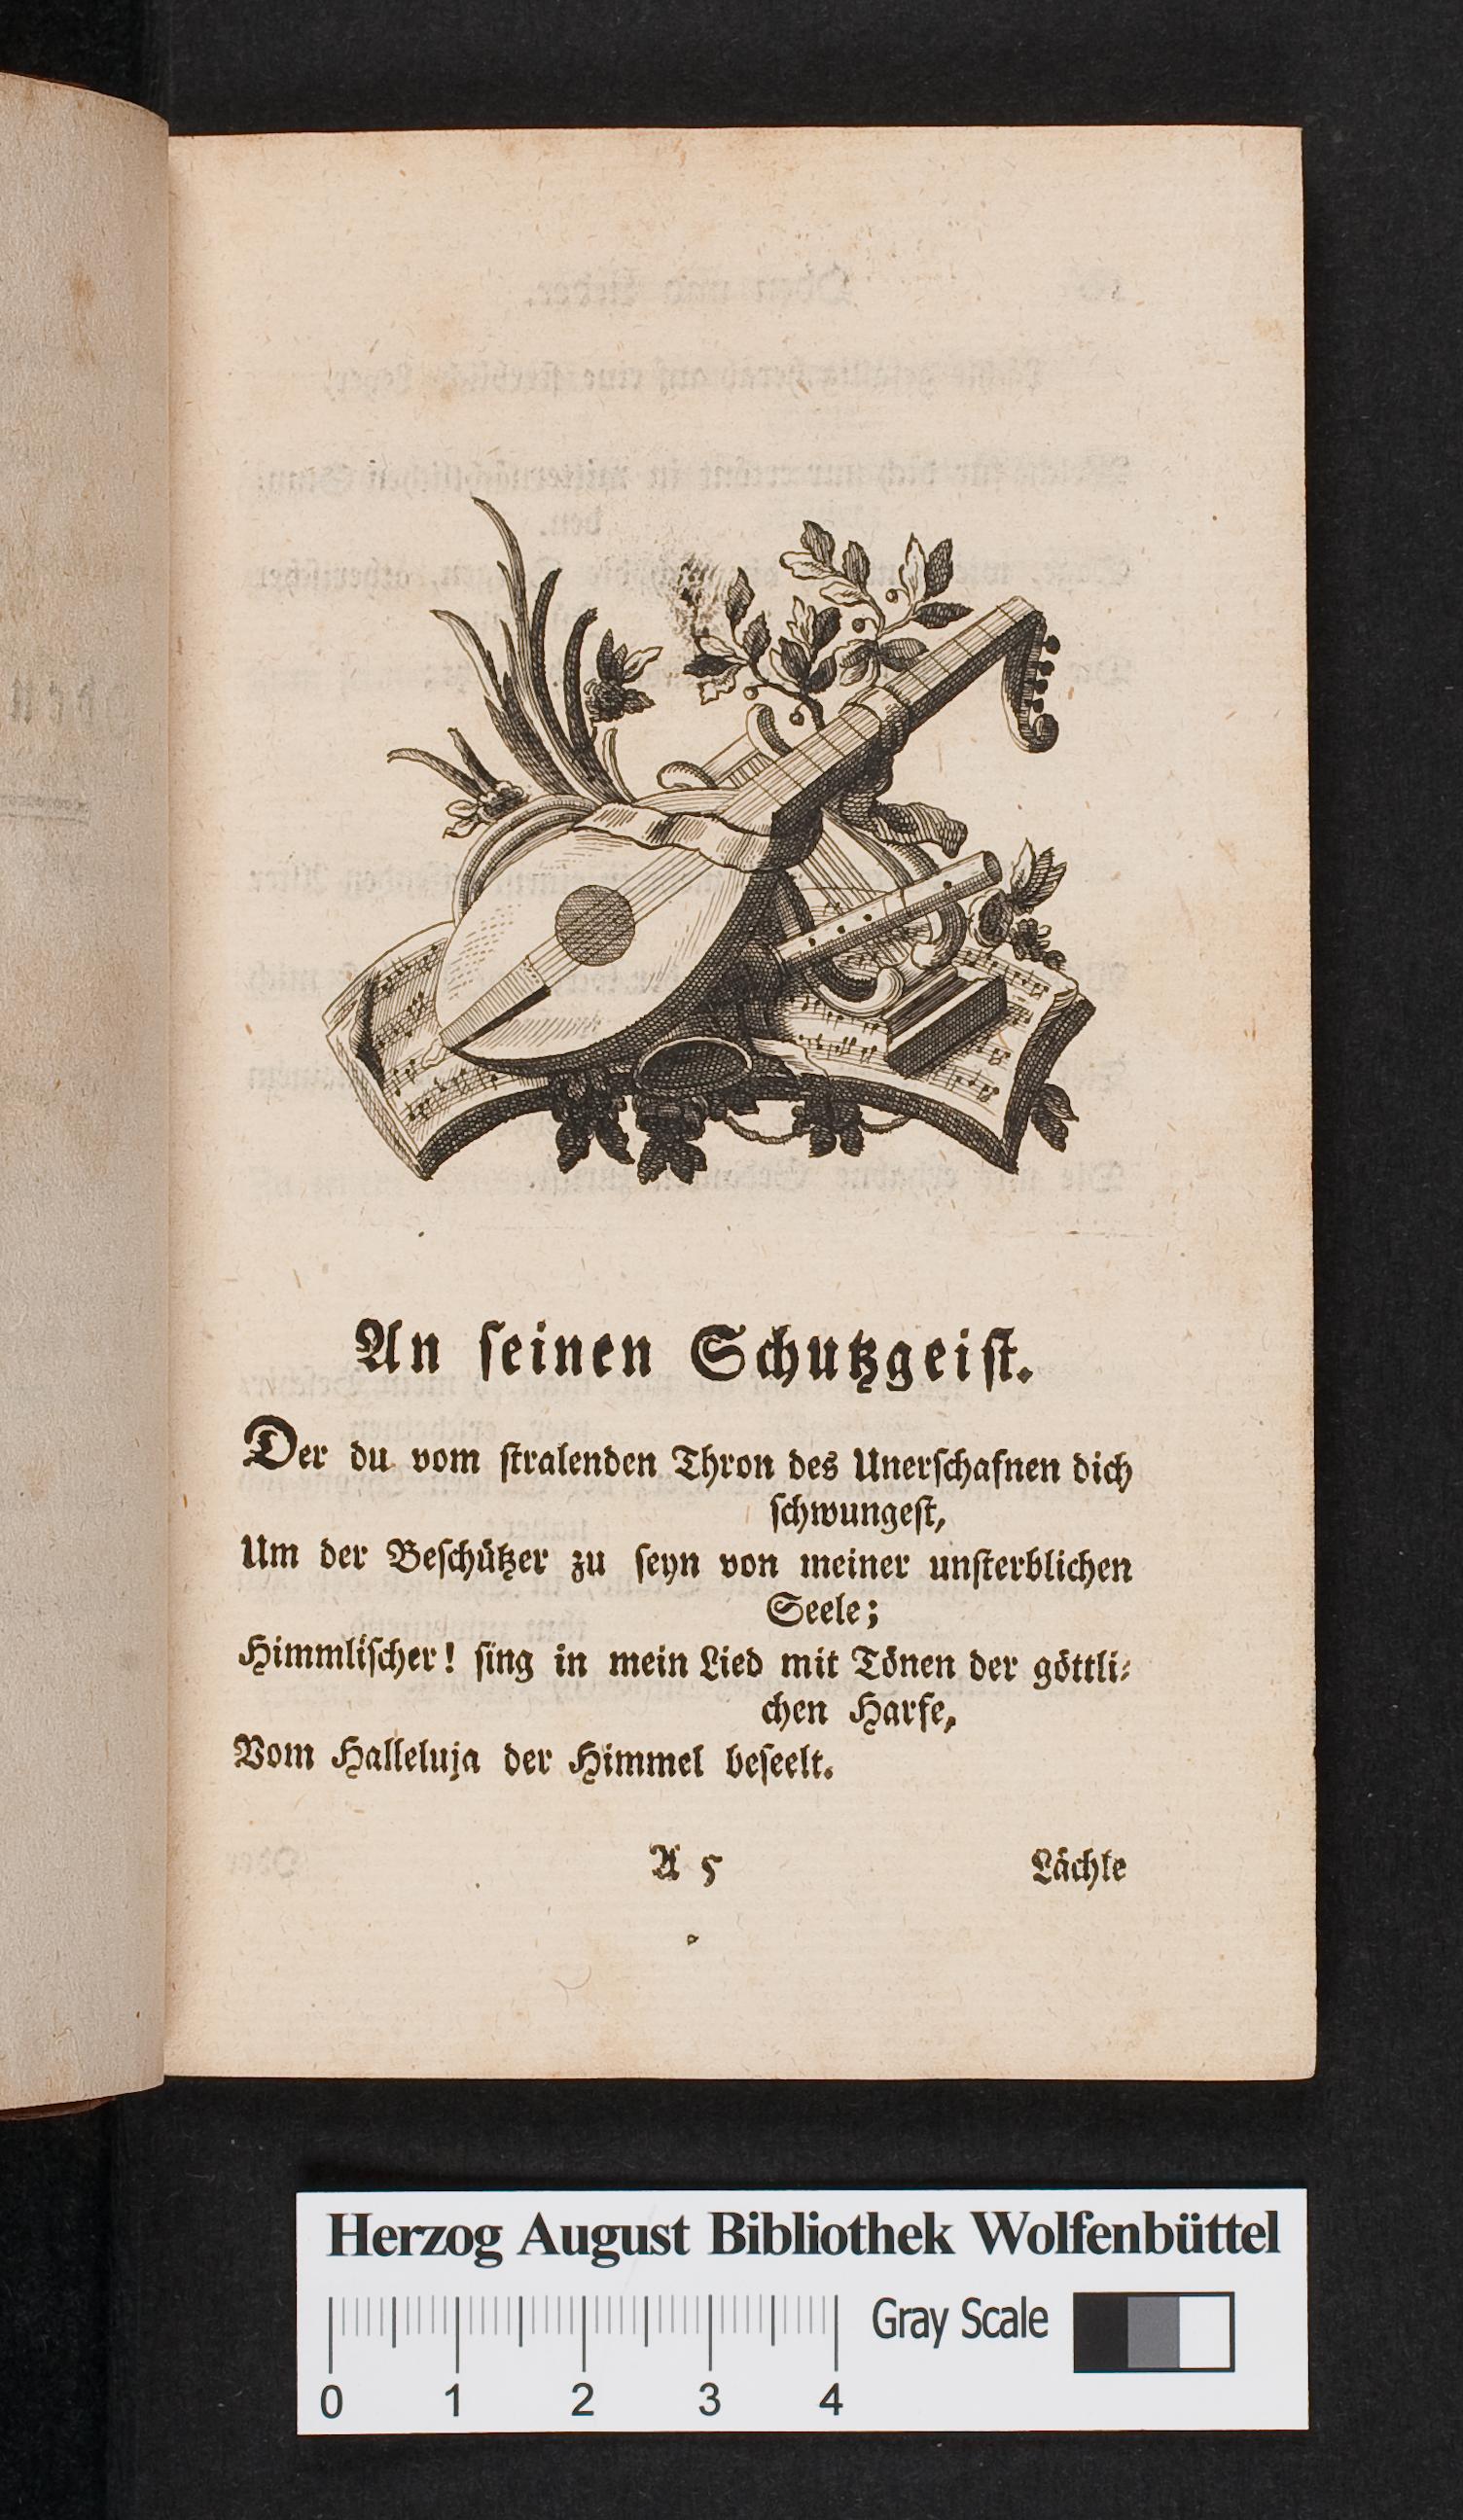 An ſeinen Schutzgeiſt.
Der du vom ſtralenden Thron des Unerſchafnen dich
ſchwungeſt,
Um der Beſchützer zu ſeyn von meiner unſterblichen
Seele;
Himmliſcher! ſing in mein Lied mit Tönen der göttli⸗
chen Harfe,
Vom Halleluja der Himmel beſeelt.
A 5
Lächle
Herzog August Bibliothek Wolfenbüttel
Gray Scale
0 1 2 3 4